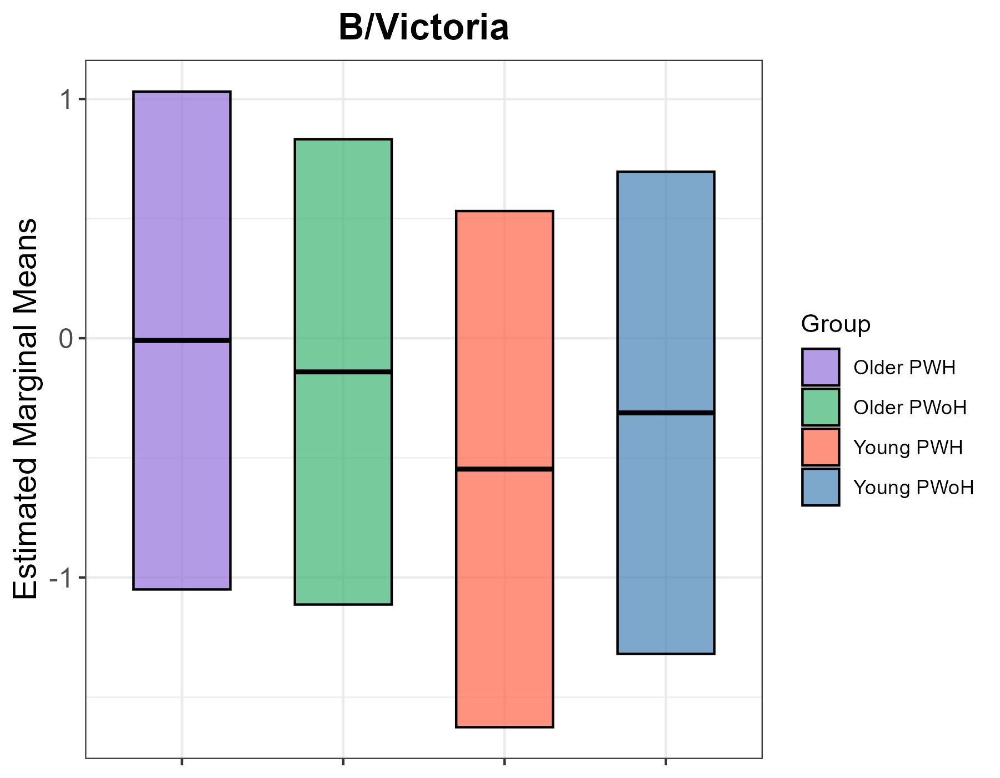 B/Victoria
Estimated Marginal Means
1
0
-1
Group
Older PWH
Older PWoH
Young PWH
Young PWoH